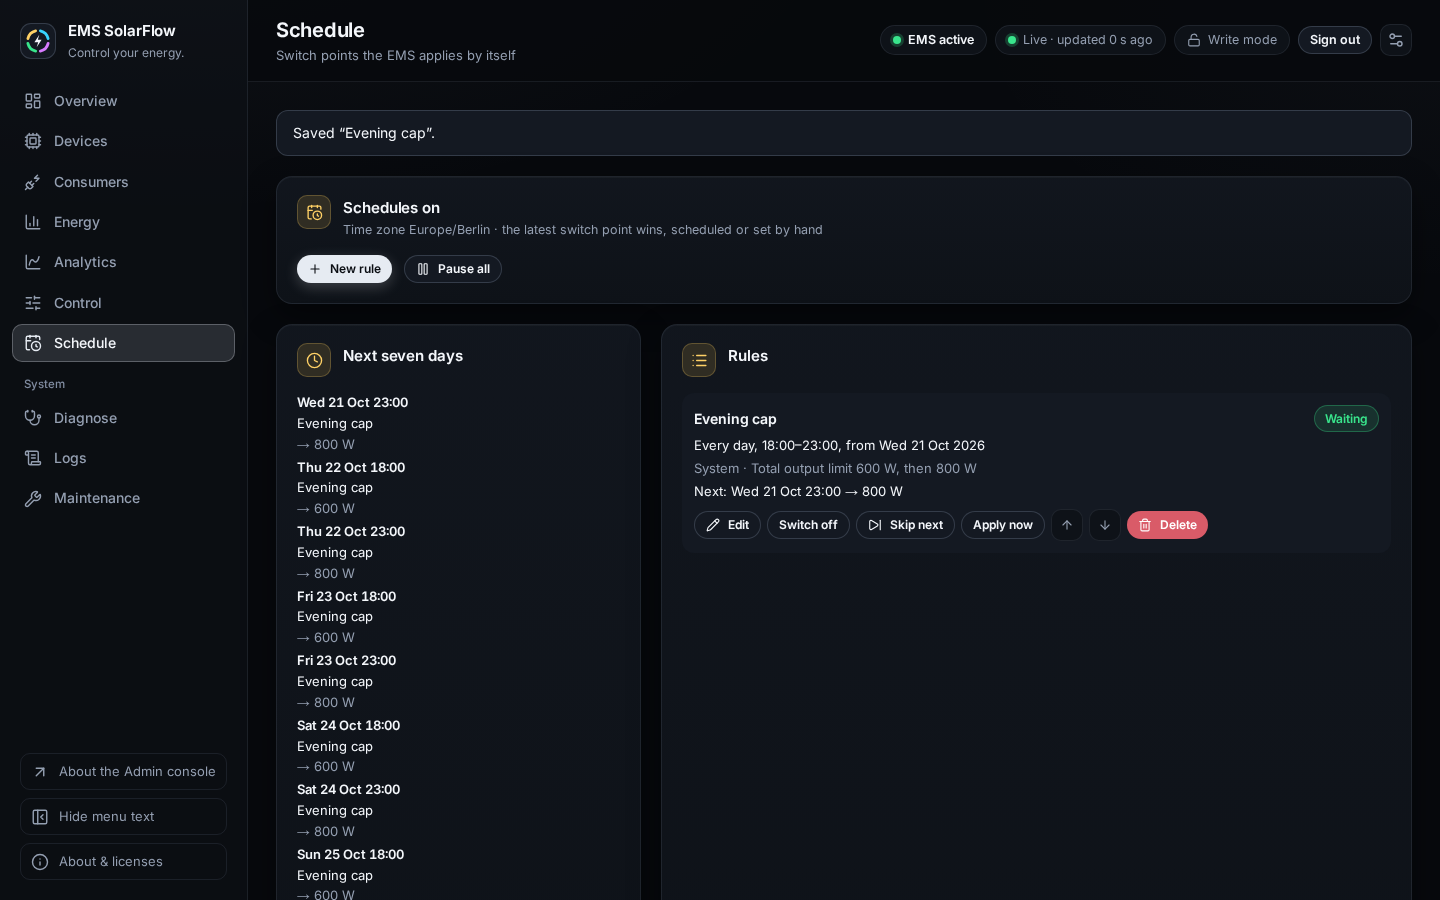 EMS SolarFlow
Control your energy.
Overview
Devices
Consumers
Energy
Analytics
Control
Schedule
System
Diagnose
Logs
Maintenance
About the Admin console
Hide menu text
About & licenses
Schedule
Switch points the EMS applies by itself
EMS active
Live · updated 0 s ago
Write mode
Sign out
Saved “Evening cap”.
Schedules on
Time zone Europe/Berlin · the latest switch point wins, scheduled or set by hand
New rule
Pause all
Next seven days
Wed 21 Oct 23:00
Evening cap
→ 800 W
Thu 22 Oct 18:00
Evening cap
→ 600 W
Thu 22 Oct 23:00
Evening cap
→ 800 W
Fri 23 Oct 18:00
Evening cap
→ 600 W
Fri 23 Oct 23:00
Evening cap
→ 800 W
Sat 24 Oct 18:00
Evening cap
→ 600 W
Sat 24 Oct 23:00
Evening cap
→ 800 W
Sun 25 Oct 18:00
Evening cap
→ 600 W
Rules
Evening cap
Waiting
Every day, 18:00–23:00, from Wed 21 Oct 2026
System · Total output limit 600 W, then 800 W
Next: Wed 21 Oct 23:00 → 800 W
Edit
Switch off
Skip next
Apply now
Delete